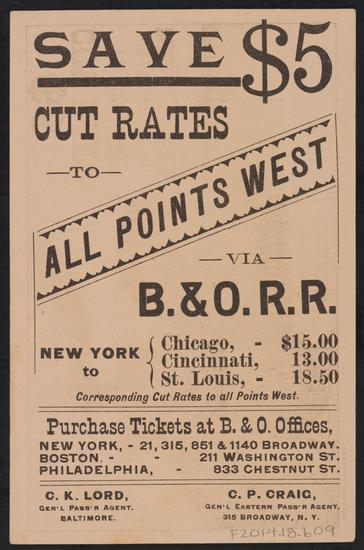 SAVE $5
CUT RATES
—TO—
ALL POINTS WEST
— VIA —
B. & O. R. R.
NEW YORK to { Chicago, - $15.00
Cincinnati, 13.00
St. Louis, - 18.50
Corresponding Cut Rates to all Points West.
Purchase Tickets at B. & O. Offices,
NEW YORK, - 21, 315, 851 & 1140 BROADWAY.
BOSTON, - - 211 WASHINGTON ST.
PHILADELPHIA, - 833 CHESTNUT ST.
C. K. LORD,
GEN'L PASS'R AGENT,
BALTIMORE.
C. P. CRAIG,
GEN'L EASTERN PASS'R AGENT,
315 BROADWAY, N. Y.
F2014.18.609